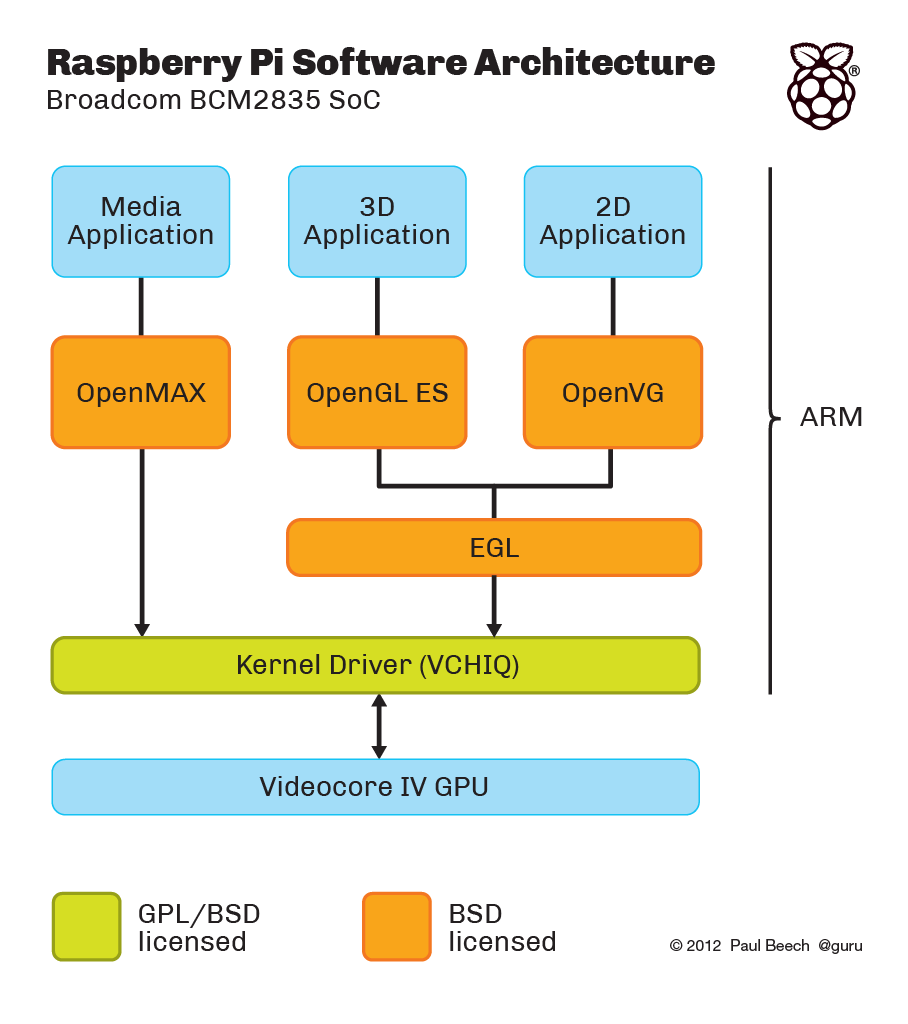 Raspberry Pi Software Architecture
Broadcom BCM2835 SoC
®
Media
Application
3D
Application
2D
Application
OpenMAX
OpenGL ES
OpenVG
ARM
EGL
Kernel Driver (VCHIQ)
Videocore IV GPU
GPL/BSD
licensed
BSD
licensed
© 2012 Paul Beech @guru